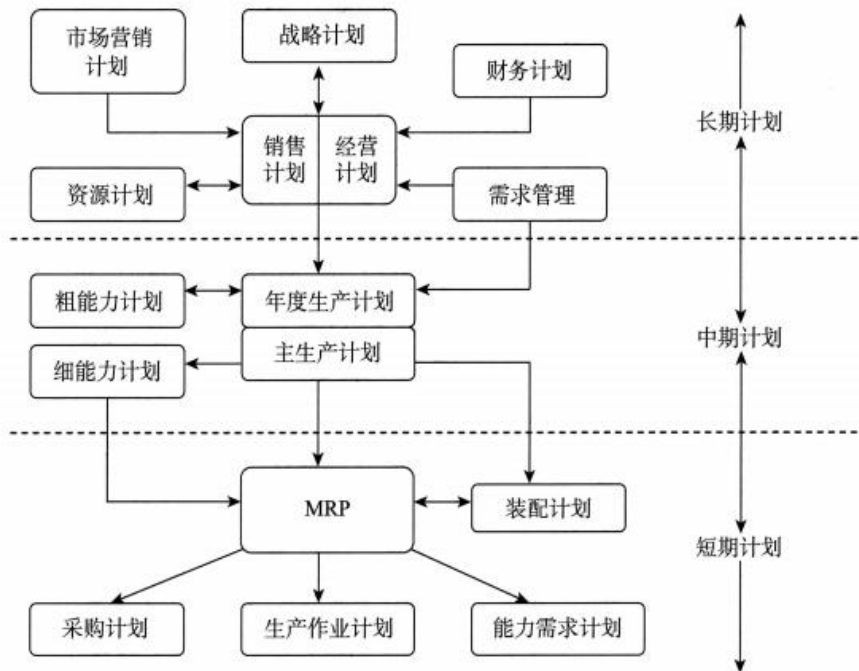 市场营销
计划
战略计划
财务计划
长期计划
销售
计划
经营
计划
资源计划
需求管理
粗能力计划
年度生产计划
中期计划
主生产计划
细能力计划
MRP
装配计划
短期计划
采购计划
生产作业计划
能力需求计划